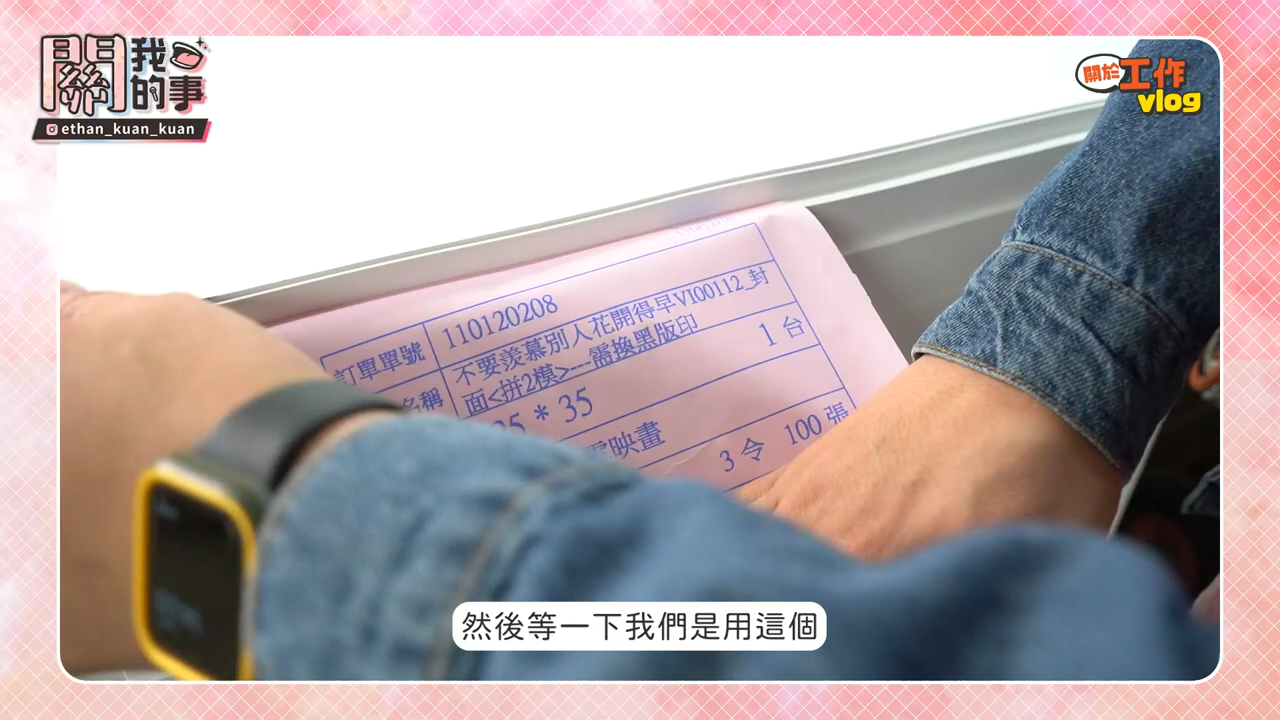 關我的事
ethan_kuan_kuan
關於工作
vlog
訂單單號
110120208
名稱
不要羨慕別人花開得早VI00112_封
面<拼2模>---需換黑版印
1 台
25 * 35
映畫
3 令 100 張
然後等一下我們是用這個